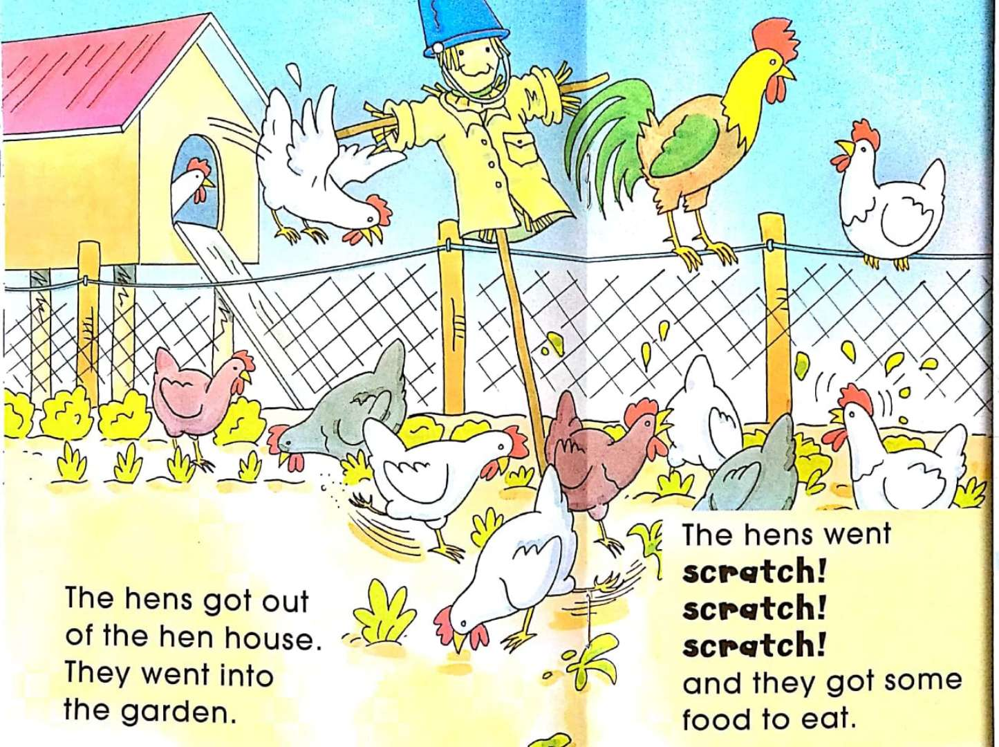 The hens got out
of the hen house.
They went into
the garden.
The hens went
scratch!
scratch!
scratch!
and they got some
food to eat.